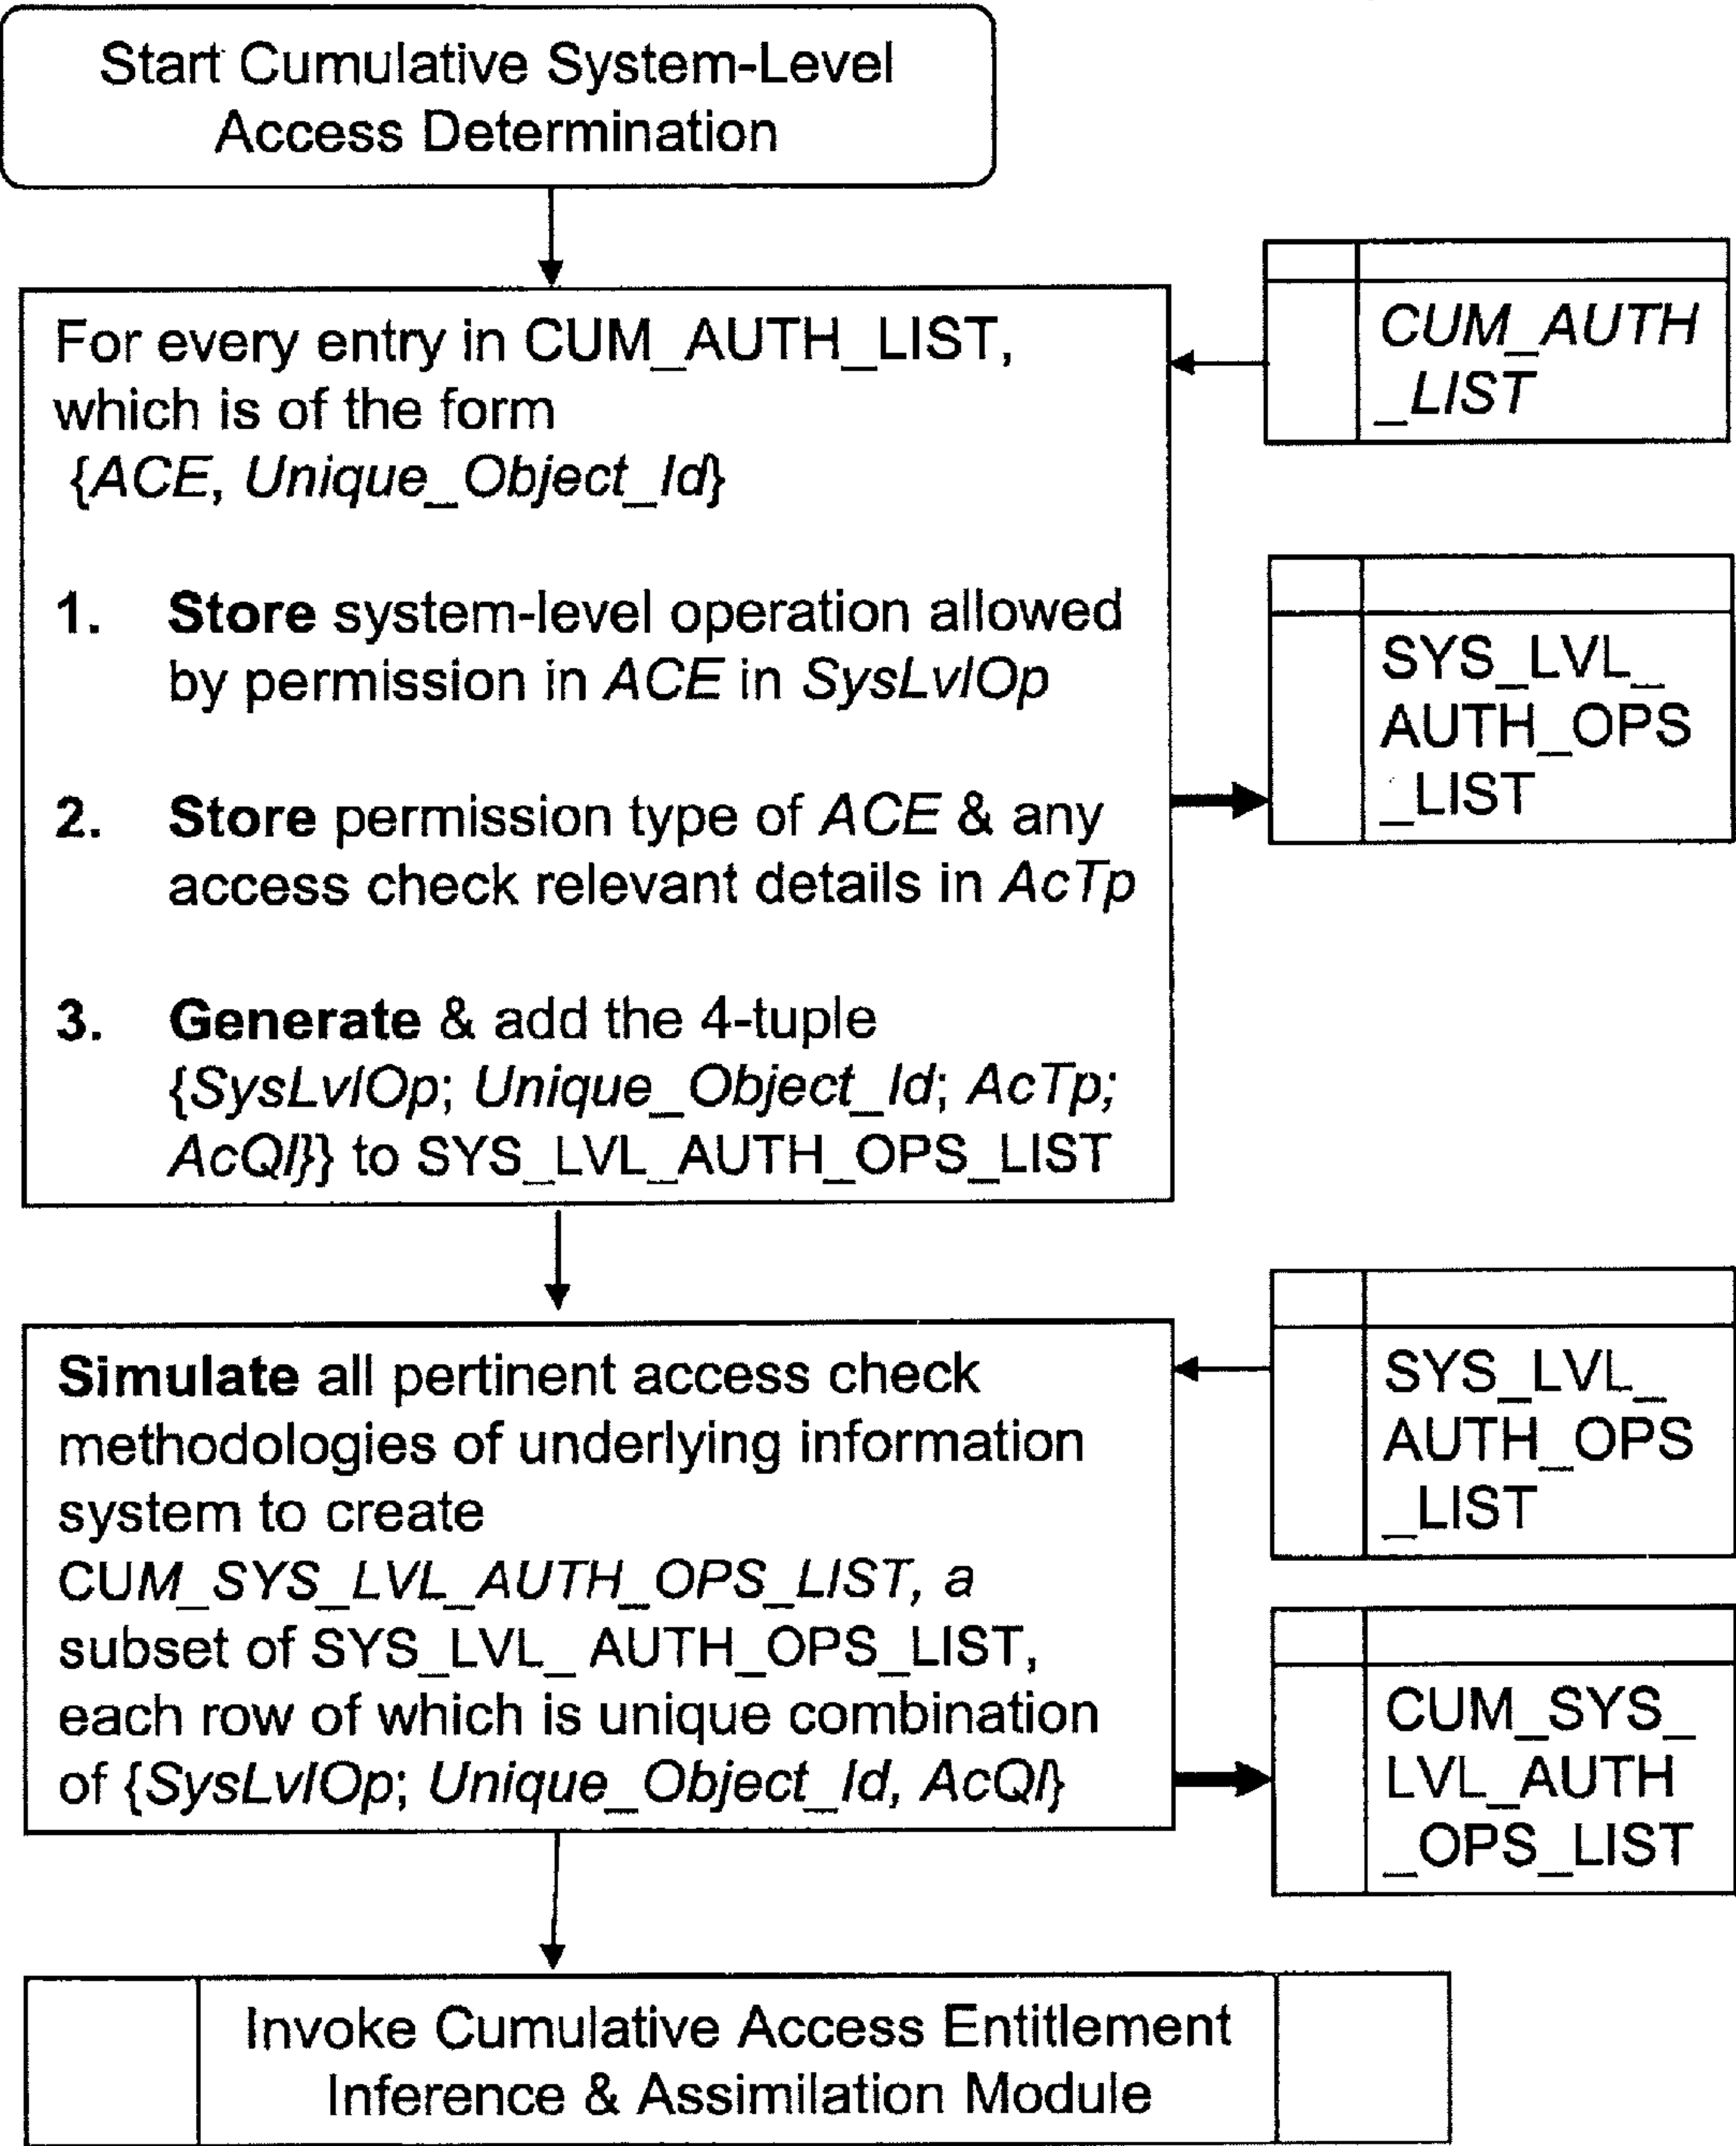 Start Cumulative System-Level
Access Determination
For every entry in CUM_AUTH_LIST,
which is of the form
{ACE, Unique_Object_Id}
1. Store system-level operation allowed
by permission in ACE in SysLvlOp
2. Store permission type of ACE & any
access check relevant details in AcTp
3. Generate & add the 4-tuple
{SysLvlOp; Unique_Object_Id; AcTp;
AcQl}} to SYS_LVL_AUTH_OPS_LIST
CUM_AUTH
_LIST
SYS_LVL_
AUTH_OPS
_LIST
Simulate all pertinent access check
methodologies of underlying information
system to create
CUM_SYS_LVL_AUTH_OPS_LIST, a
subset of SYS_LVL_ AUTH_OPS_LIST,
each row of which is unique combination
of {SysLvlOp; Unique_Object_Id, AcQl}
SYS_LVL_
AUTH_OPS
_LIST
CUM_SYS_
LVL_AUTH
_OPS_LIST
Invoke Cumulative Access Entitlement
Inference & Assimilation Module